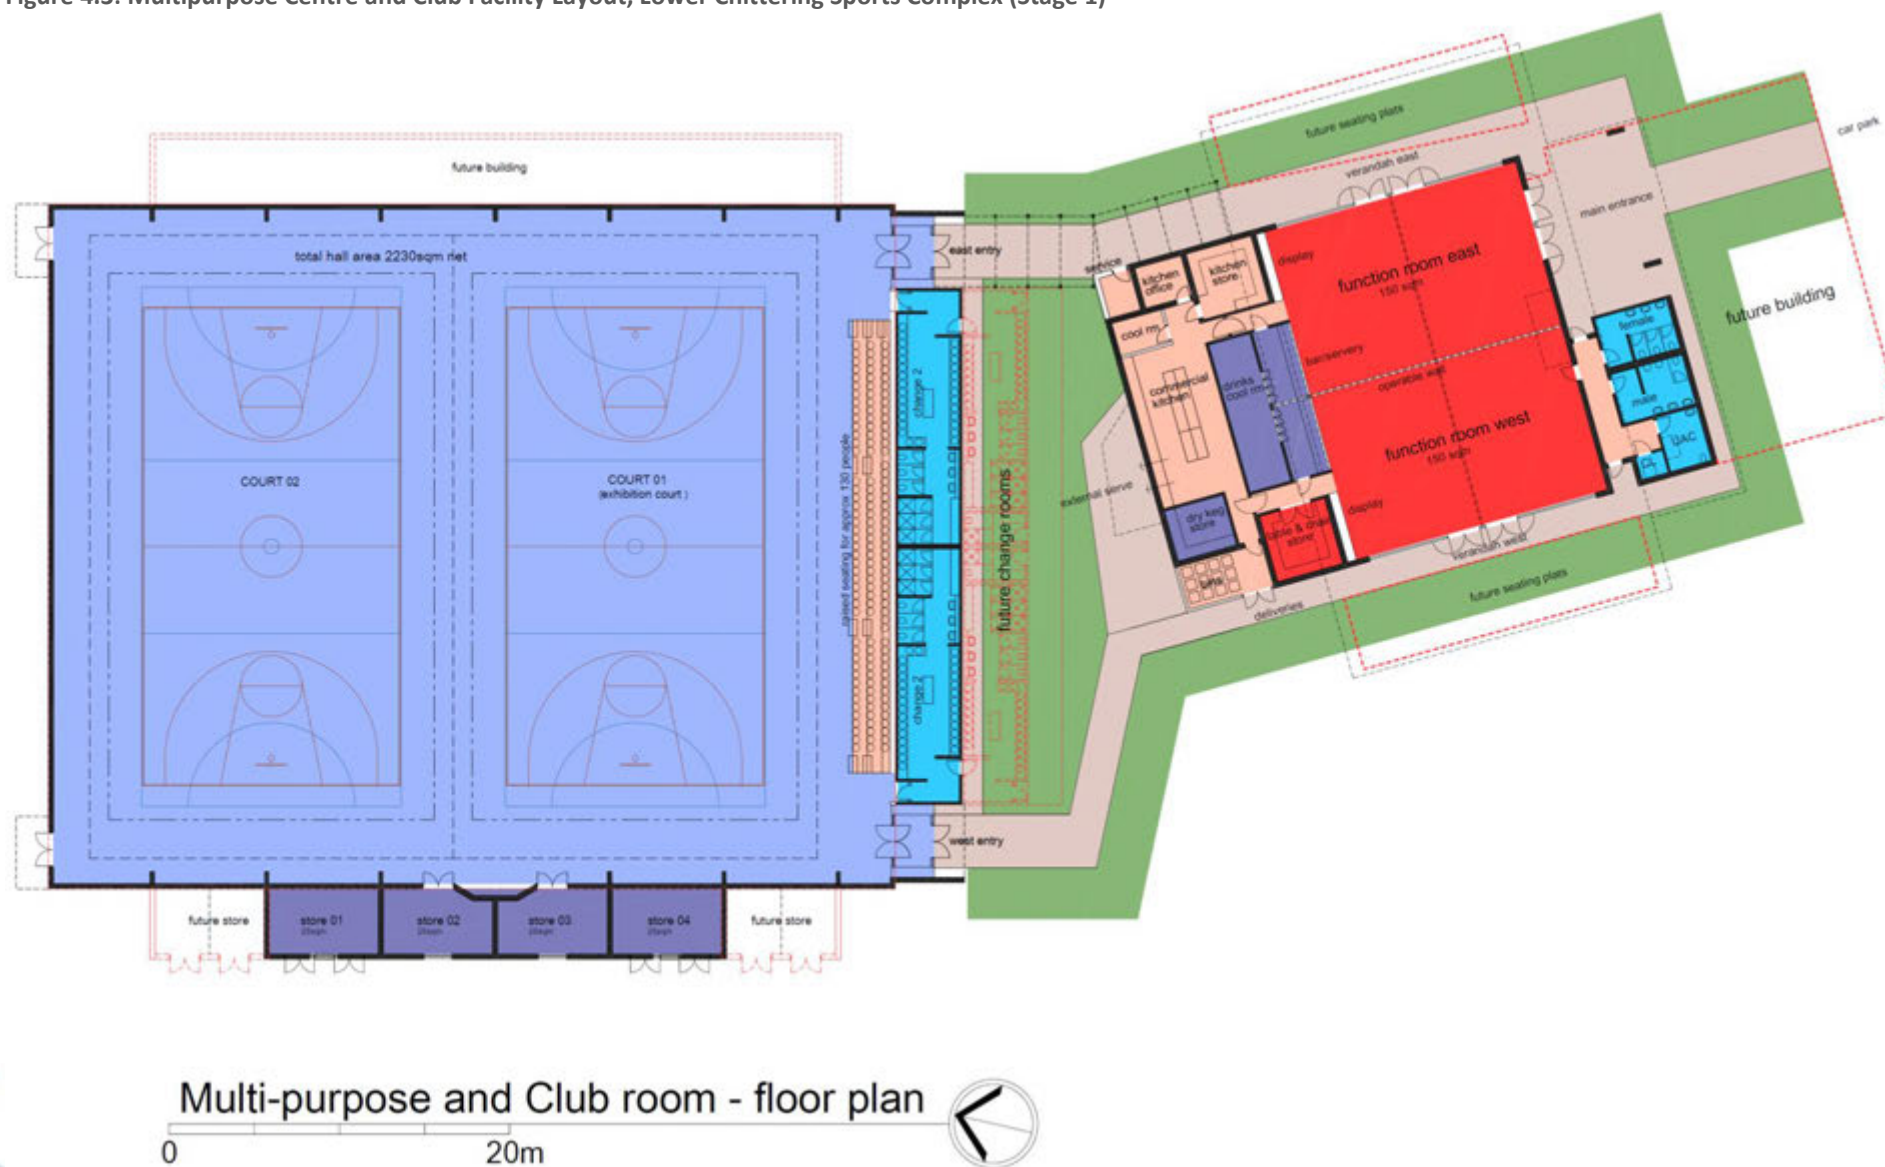 Figure 4.3: Multipurpose Centre and Club Facility Layout, Lower Chittering Sports Complex (Stage 1)
future seating plats
car park
verandah east
main entrance
future building
future building
total hall area 2230sqm net
east entry
service
kitchen
office
kitchen
store
display
function room east
150 sqm
cool rm
commercial
kitchen
drinks
cool rm
bar/servery
operable wall
female
male
UAC
function room west
150 sqm
display
external serve
dry keg
store
table & chair
store
bins
deliveries
verandah west
future seating plats
COURT 02
COURT 01
(exhibition court )
raised seating for approx 130 people
change 2
change 2
future change rooms
west entry
future store
store 01
25sqm
store 02
25sqm
store 03
25sqm
store 04
25sqm
future store
Multi-purpose and Club room - floor plan
0
20m